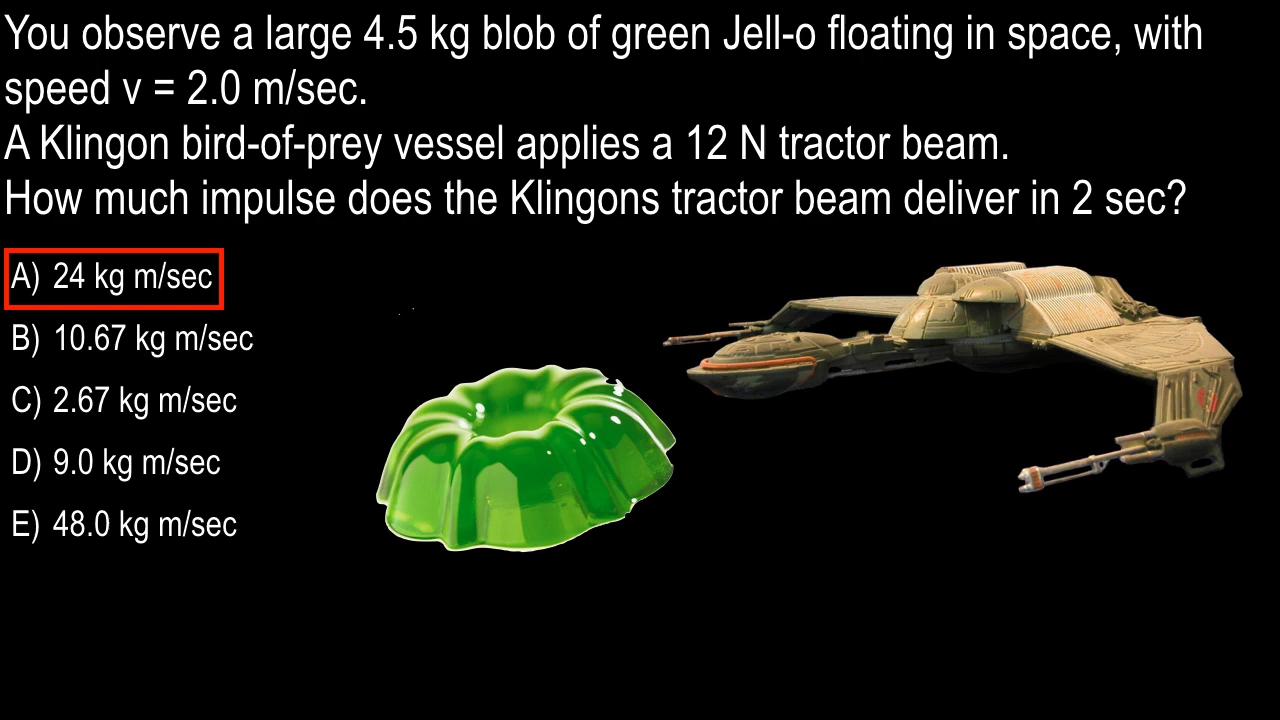 You observe a large 4.5 kg blob of green Jell-o floating in space, with
speed v = 2.0 m/sec.
A Klingon bird-of-prey vessel applies a 12 N tractor beam.
How much impulse does the Klingons tractor beam deliver in 2 sec?
A) 24 kg m/sec
B) 10.67 kg m/sec
C) 2.67 kg m/sec
D) 9.0 kg m/sec
E) 48.0 kg m/sec